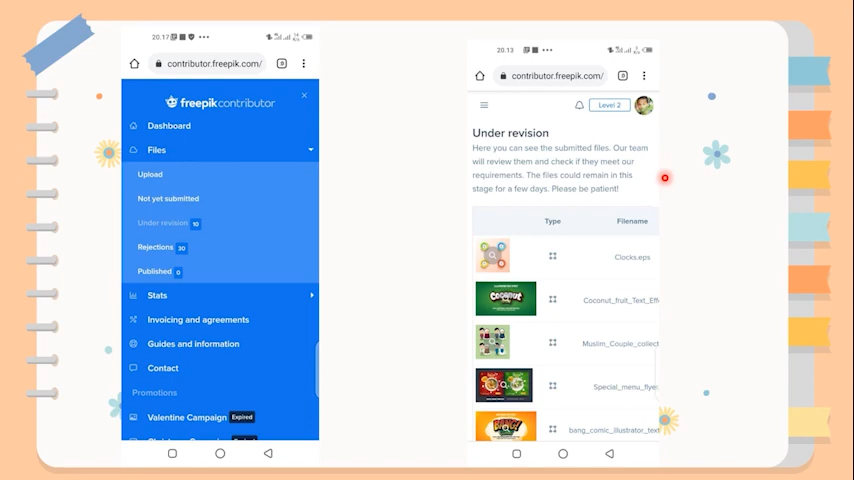 20.17
contributor.freepik.com/
freepikcontributor
Dashboard
Files
Upload
Not yet submitted
Under revision 10
Rejections 30
Published 0
Stats
Invoicing and agreements
Guides and information
Contact
Promotions
Valentine Campaign Expired
20.13
contributor.freepik.com/
Level 2
Under revision
Here you can see the submitted files. Our team
will review them and check if they meet our
requirements. The files could remain in this
stage for a few days. Please be patient!
Type Filename
Clocks.eps
Coconut
Coconut_fruit_Text_Eff
Muslim_Couple_collect
Special_menu_flye
BANG!
bang_comic_Illustrator_text